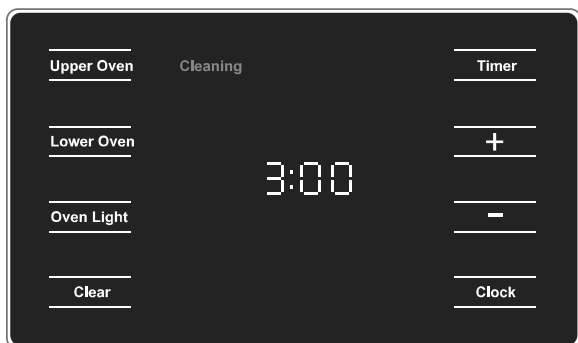 Upper Oven
Cleaning
Timer
Lower Oven
+
3:00
Oven Light
-
Clear
Clock